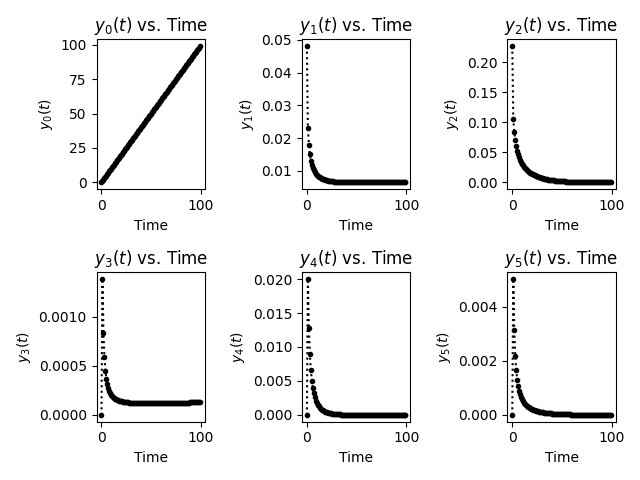 y₀(t) vs. Time
y₁(t) vs. Time
y₂(t) vs. Time
100
75
50
25
0
y₀(t)
0
100
Time
0.05
0.04
0.03
0.02
0.01
y₁(t)
0
100
Time
0.20
0.15
0.10
0.05
0.00
y₂(t)
0
100
Time
y₃(t) vs. Time
y₄(t) vs. Time
y₅(t) vs. Time
0.0010
0.0005
0.0000
y₃(t)
0
100
Time
0.020
0.015
0.010
0.005
0.000
y₄(t)
0
100
Time
0.004
0.002
0.000
y₅(t)
0
100
Time